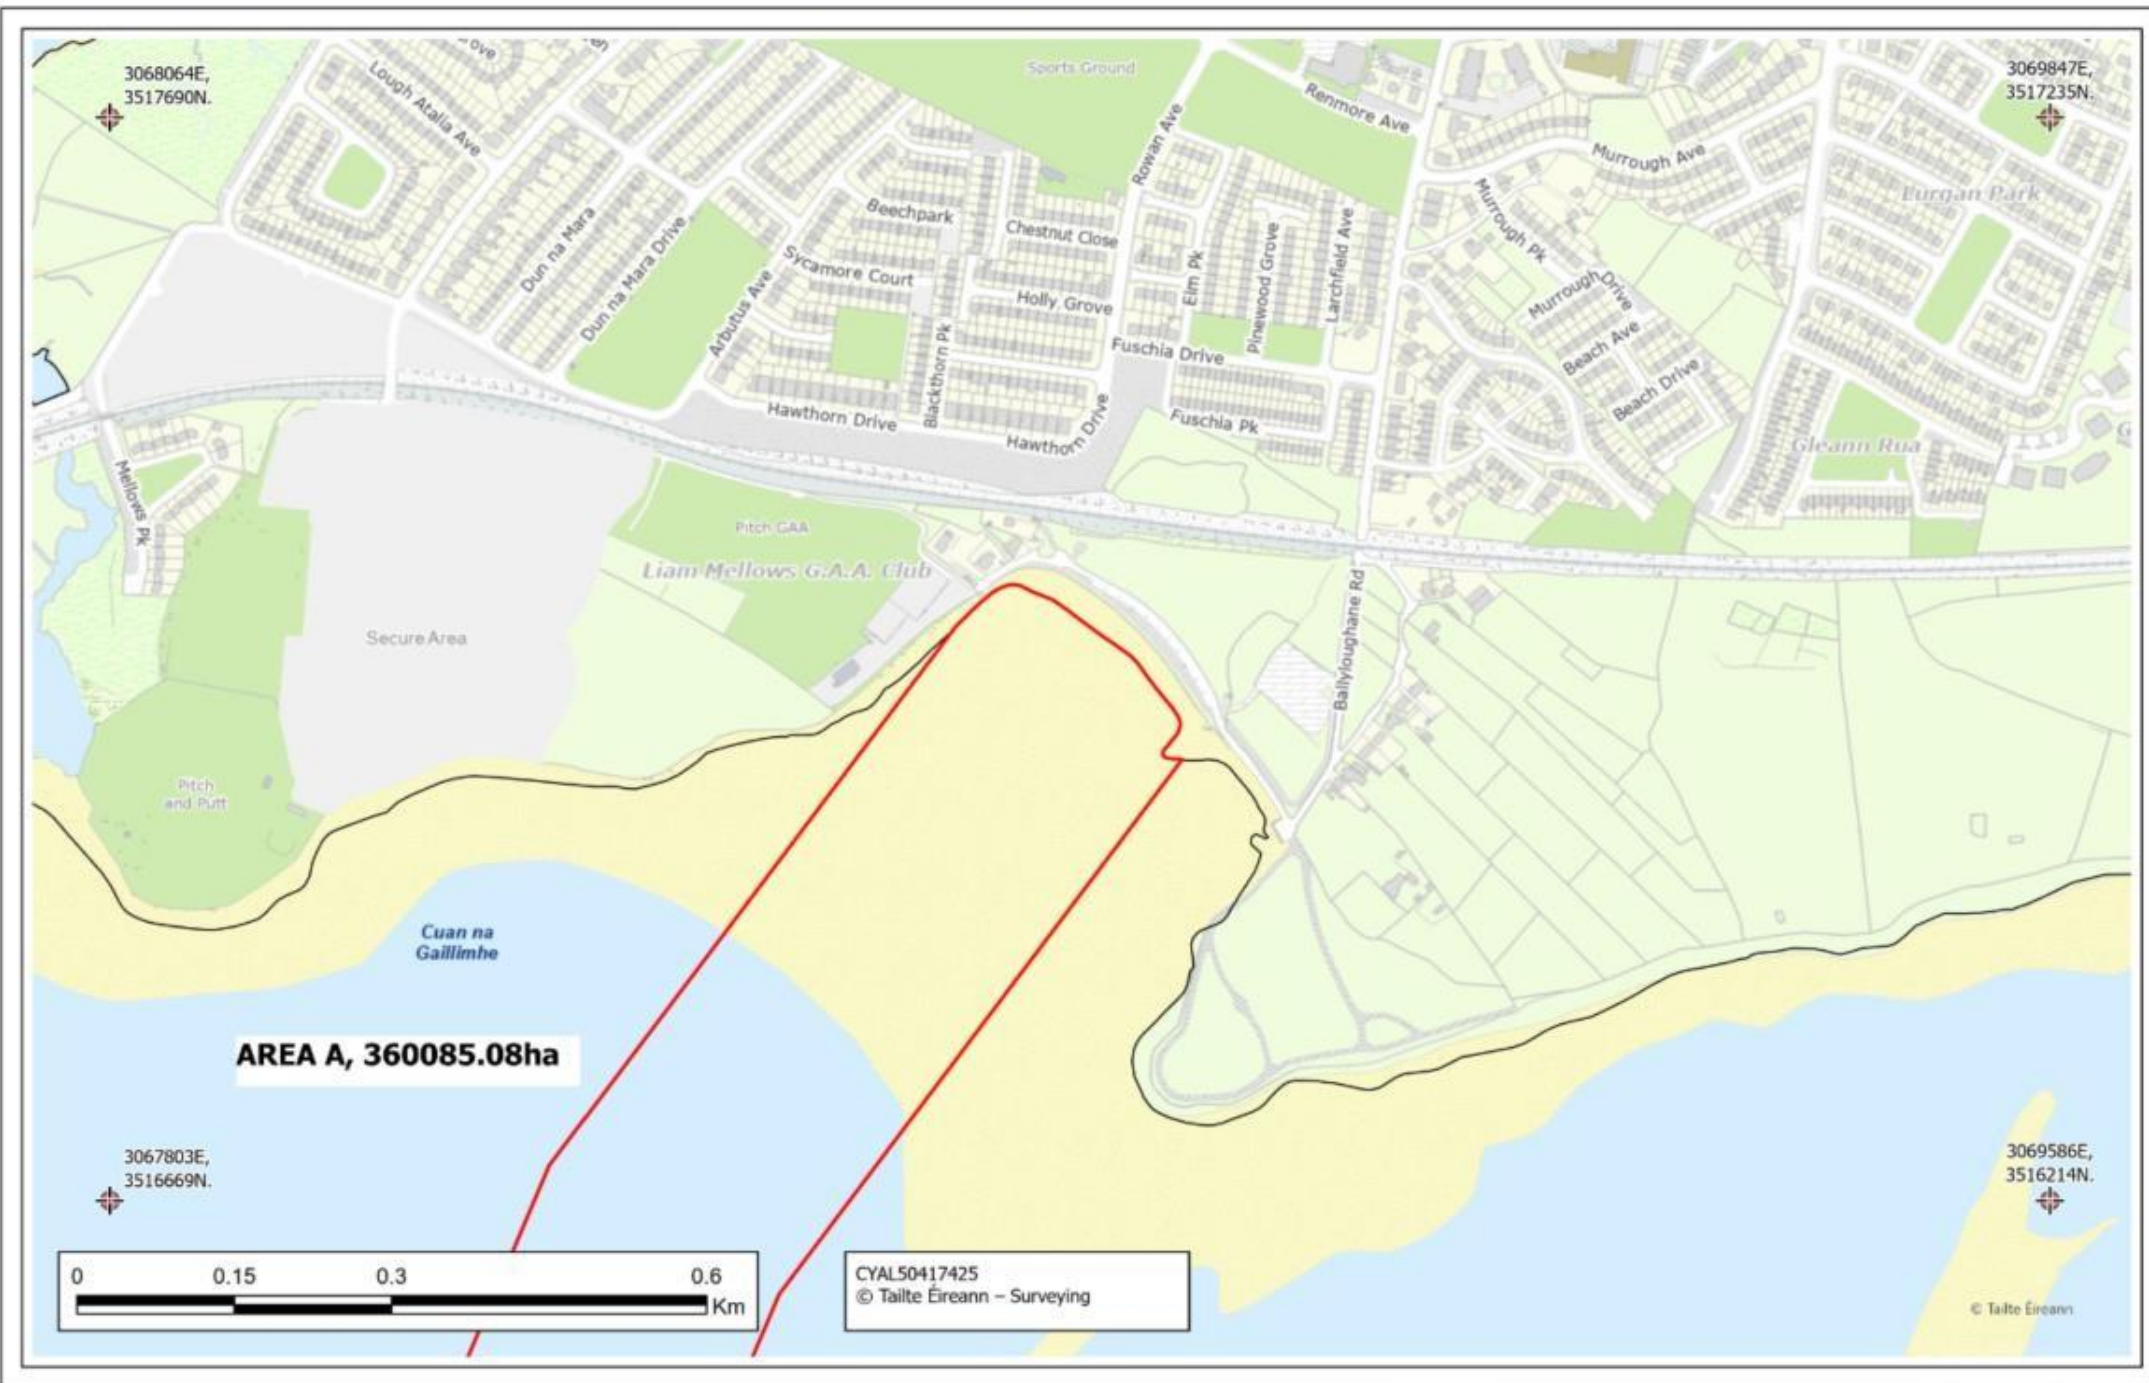 3068064E,
3517690N.
3069847E,
3517235N.
Sports Ground
Lough Atalia Ave
Rowan Ave
Renmore Ave
Murrough Ave
Lurgan Park
Murrough Pk
Dun na Mara
Dun na Mara Drive
Beechpark
Chestnut Close
Sycamore Court
Holly Grove
Elm Pk
Pinewood Grove
Larchfield Ave
Murrough Drive
Beach Ave
Beach Drive
Arbutus Ave
Blackthorn Pk
Fuschia Drive
Hawthorn Drive
Hawthorn Drive
Fuschia Pk
Gleann Rua
Mellows Pk
Pitch GAA
Liam Mellows G.A.A. Club
Secure Area
Ballyloughane Rd
Pitch
and Putt
Cuan na
Gaillimhe
AREA A, 360085.08ha
3067803E,
3516669N.
3069586E,
3516214N.
0 0.15 0.3 0.6
Km
CYAL50417425
© Tailte Éireann – Surveying
© Tailte Éireann